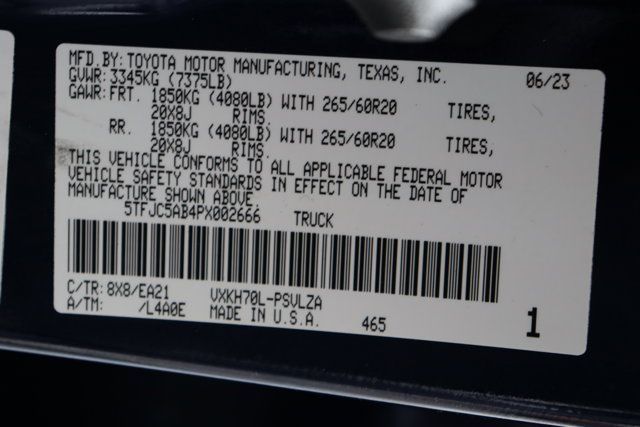 MFD.BY: TOYOTA MOTOR MANUFACTURING, TEXAS, INC. 06/23
GVWR: 3345KG (7375LB)
GAWR: FRT. 1850KG (4080LB) WITH 265/60R20 TIRES,
20X8J RIMS.
RR. 1850KG (4080LB) WITH 265/60R20 TIRES,
20X8J RIMS.
THIS VEHICLE CONFORMS TO ALL APPLICABLE FEDERAL MOTOR
VEHICLE SAFETY STANDARDS IN EFFECT ON THE DATE OF
MANUFACTURE SHOWN ABOVE.
5TFJC5AB4PX002666 TRUCK
C/TR: 8X8/EA21 VXKH70L-PSVLZA
A/TM: /L4A0E MADE IN U.S.A. 465 1